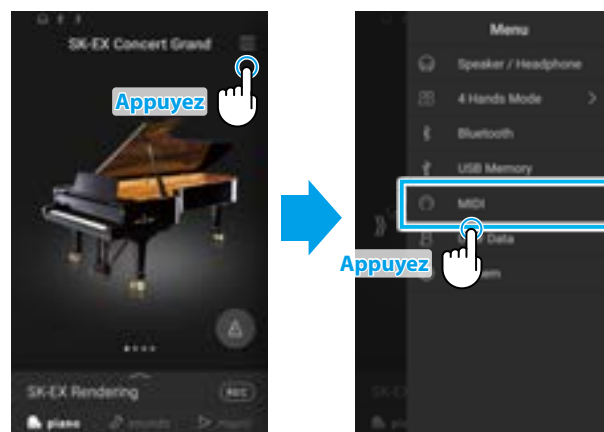 SK-EX Concert Grand
Appuyez
SK-EX Rendering
REC
piano
sounds
music
Menu
Speaker / Headphone
4 Hands Mode
Bluetooth
USB Memory
MIDI
Data
Appuyez